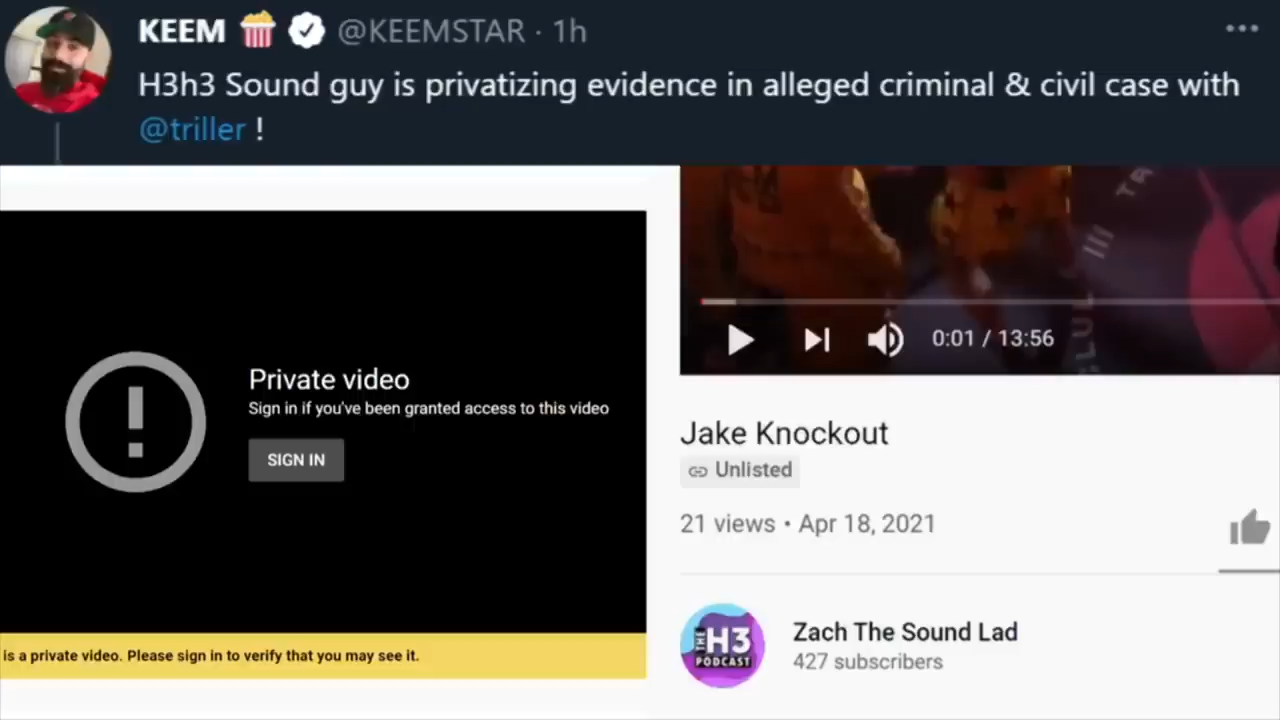 KEEM 🍿 @KEEMSTAR · 1h
H3h3 Sound guy is privatizing evidence in alleged criminal & civil case with
@triller !
Private video
Sign in if you've been granted access to this video
SIGN IN
is a private video. Please sign in to verify that you may see it.
TA
III
0:01 / 13:56
Jake Knockout
Unlisted
21 views • Apr 18, 2021
THE
H3
PODCAST
Zach The Sound Lad
427 subscribers